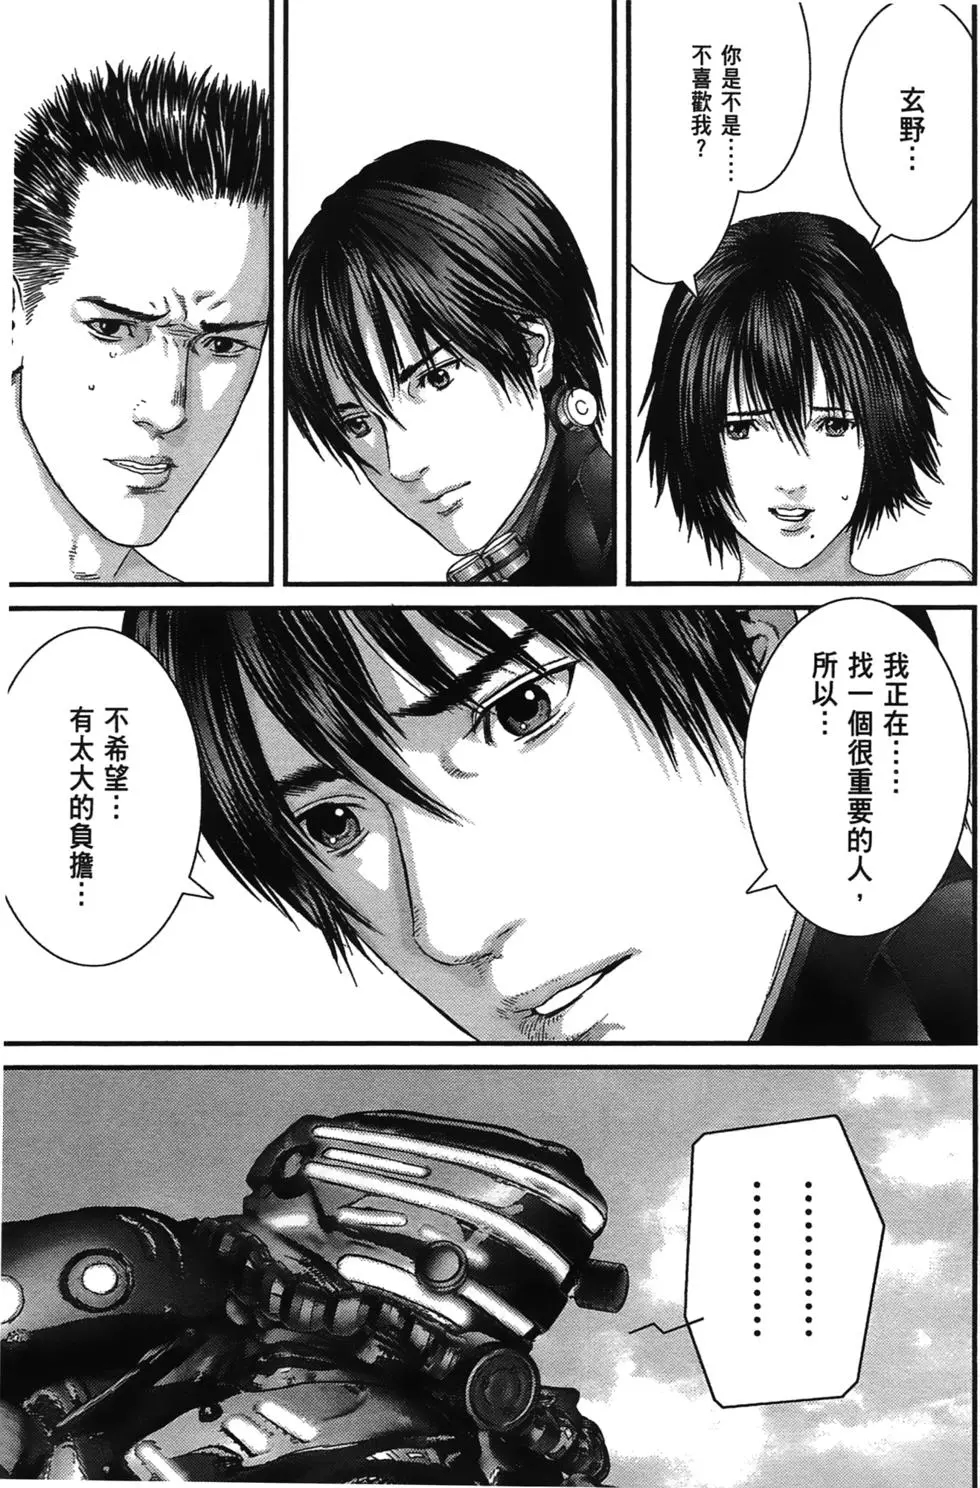 玄野…
你是不是……
不喜歡我？
我正在……
找一個很重要的人，
所以…
不希望…
有太大的負擔…
…………
…………